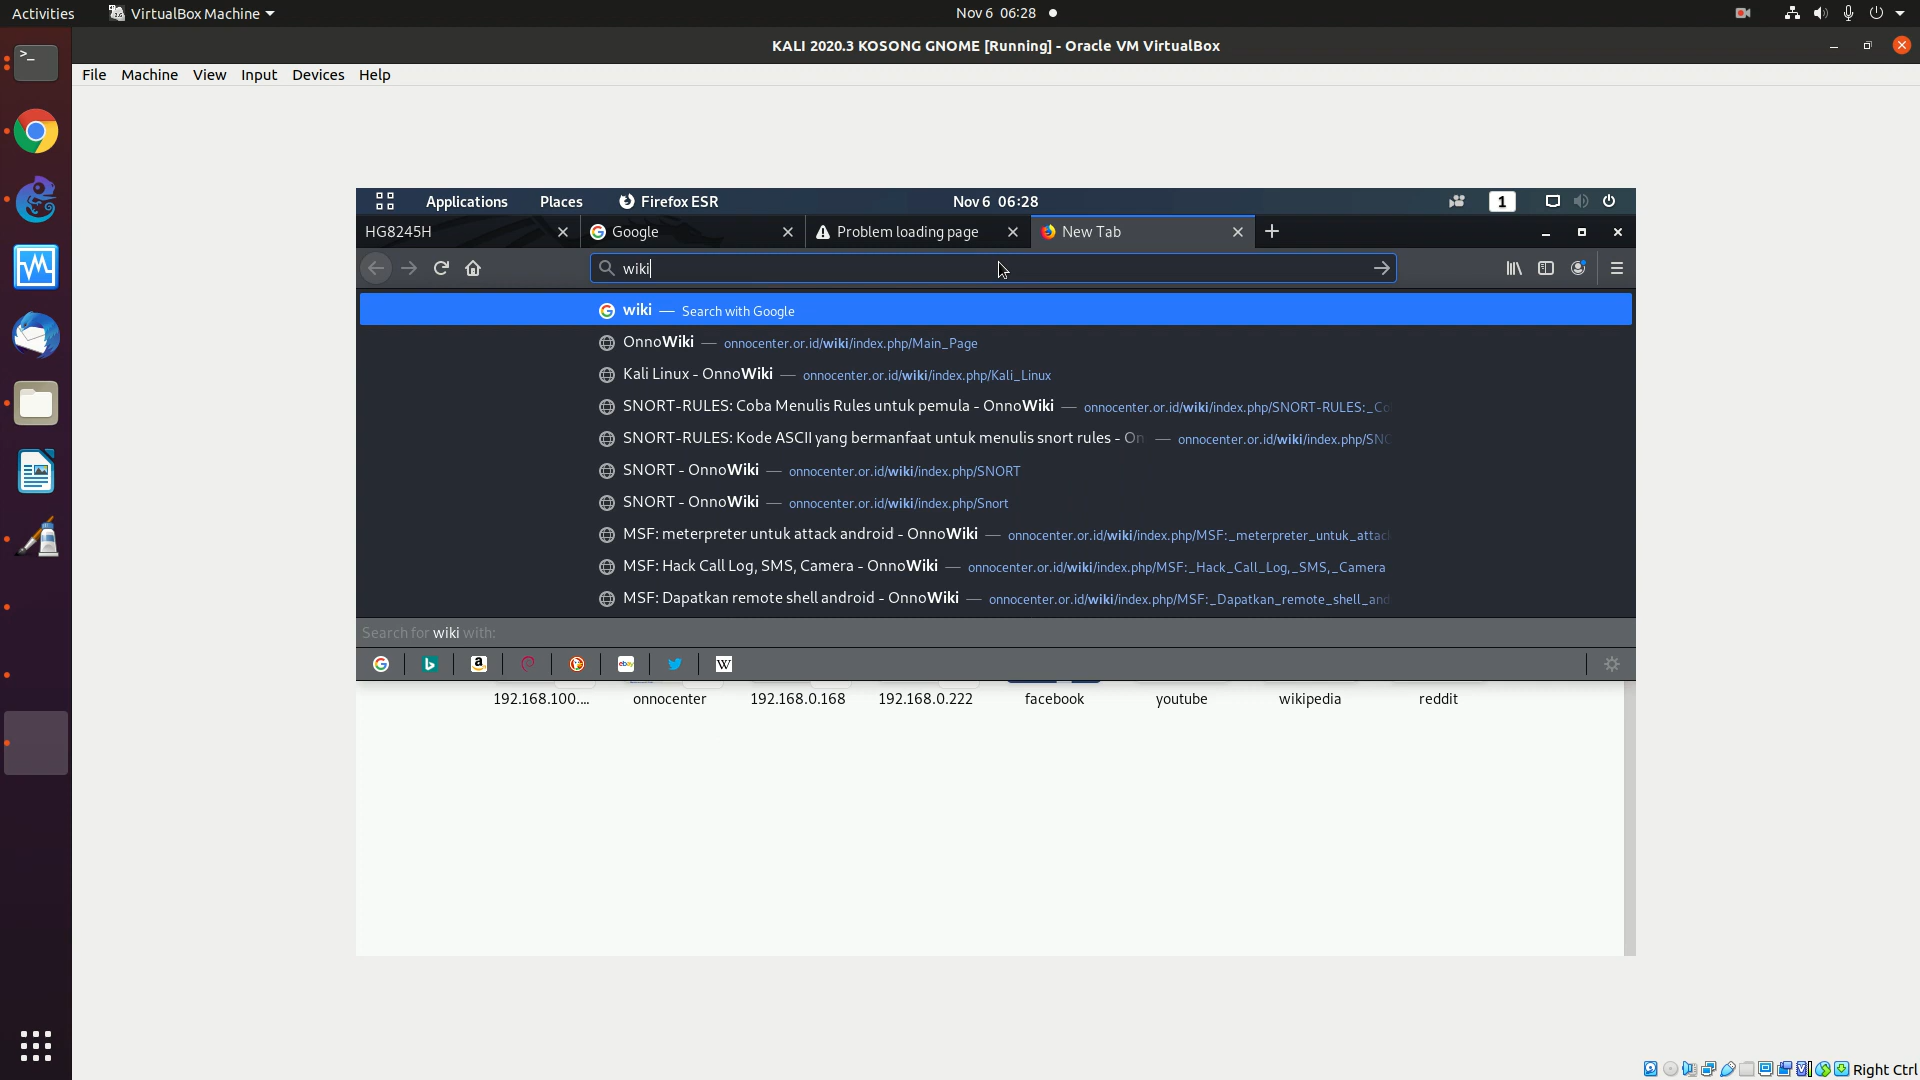 Activities VirtualBox Machine Nov 6 06:28
KALI 2020.3 KOSONG GNOME [Running] - Oracle VM VirtualBox
File Machine View Input Devices Help
Applications Places Firefox ESR Nov 6 06:28 1
HG8245H Google Problem loading page New Tab
wiki
wiki — Search with Google
OnnoWiki — onnocenter.or.id/wiki/index.php/Main_Page
Kali Linux - OnnoWiki — onnocenter.or.id/wiki/index.php/Kali_Linux
SNORT-RULES: Coba Menulis Rules untuk pemula - OnnoWiki — onnocenter.or.id/wiki/index.php/SNORT-RULES:_Co
SNORT-RULES: Kode ASCII yang bermanfaat untuk menulis snort rules - On — onnocenter.or.id/wiki/index.php/SNO
SNORT - OnnoWiki — onnocenter.or.id/wiki/index.php/SNORT
SNORT - OnnoWiki — onnocenter.or.id/wiki/index.php/Snort
MSF: meterpreter untuk attack android - OnnoWiki — onnocenter.or.id/wiki/index.php/MSF:_meterpreter_untuk_attac
MSF: Hack Call Log, SMS, Camera - OnnoWiki — onnocenter.or.id/wiki/index.php/MSF:_Hack_Call_Log,_SMS,_Camera
MSF: Dapatkan remote shell android - OnnoWiki — onnocenter.or.id/wiki/index.php/MSF:_Dapatkan_remote_shell_and
Search for wiki with:
192.168.100.... onnocenter 192.168.0.168 192.168.0.222 facebook youtube wikipedia reddit
Right Ctrl